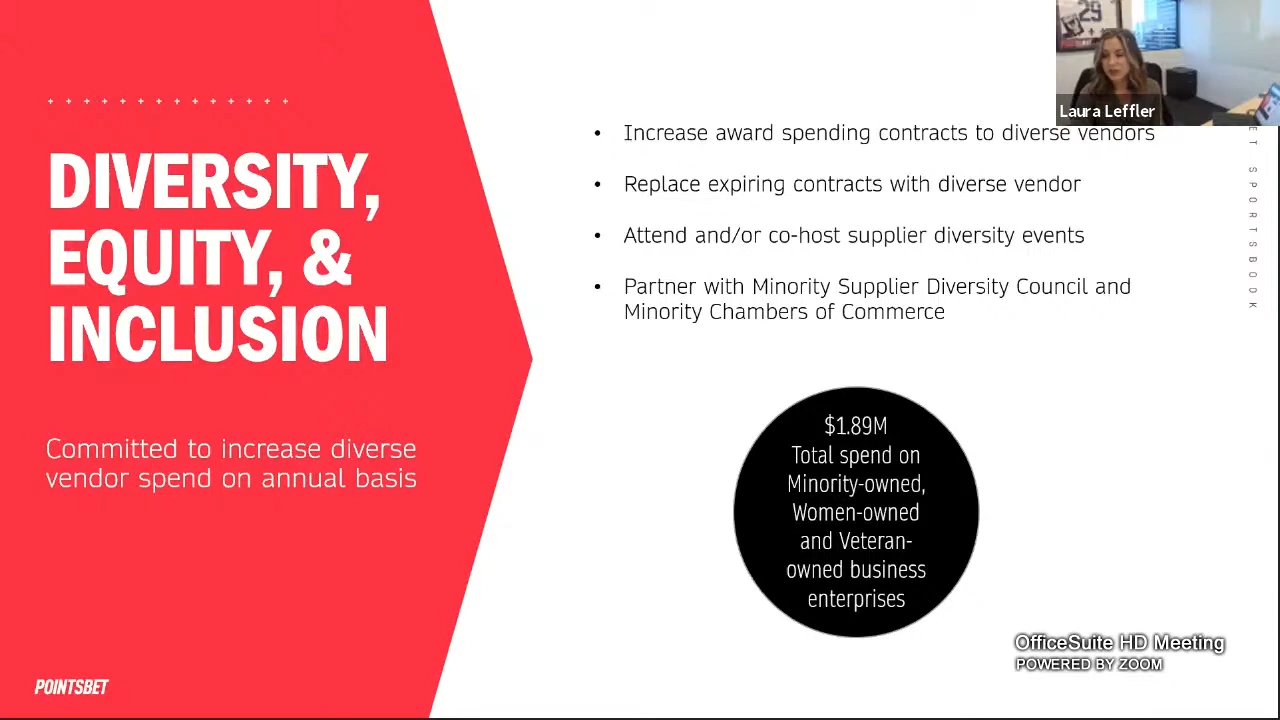 29
Laura Leffler
DIVERSITY,
EQUITY, &
INCLUSION
Committed to increase diverse
vendor spend on annual basis
POINTSBET
• Increase award spending contracts to diverse vendors
• Replace expiring contracts with diverse vendor
• Attend and/or co-host supplier diversity events
• Partner with Minority Supplier Diversity Council and
Minority Chambers of Commerce
$1.89M
Total spend on
Minority-owned,
Women-owned
and Veteran-
owned business
enterprises
ET SPORTSBOOK
OfficeSuite HD Meeting
POWERED BY ZOOM